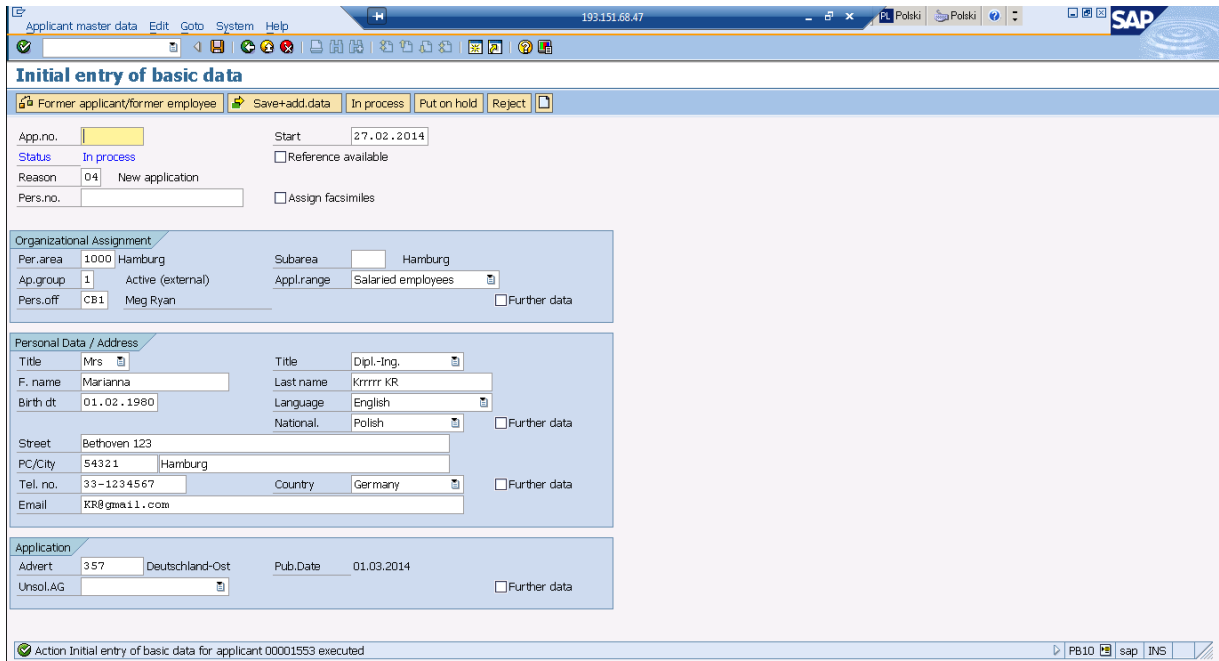 193.151.68.47
PL Polski Polski
SAP
Applicant master data Edit Goto System Help
Initial entry of basic data
Former applicant/former employee Save+add.data In process Put on hold Reject
App.no. Start 27.02.2014
Status In process Reference available
Reason 04 New application
Pers.no. Assign facsimiles
Organizational Assignment
Per.area 1000 Hamburg Subarea Hamburg
Ap.group 1 Active (external) Appl.range Salaried employees
Pers.off CB1 Meg Ryan Further data
Personal Data / Address
Title Mrs Title Dipl.-Ing.
F. name Marianna Last name Krrrrr KR
Birth dt 01.02.1980 Language English
National. Polish Further data
Street Bethoven 123
PC/City 54321 Hamburg
Tel. no. 33-1234567 Country Germany Further data
Email KR@gmail.com
Application
Advert 357 Deutschland-Ost Pub.Date 01.03.2014
Unsol.AG Further data
Action Initial entry of basic data for applicant 00001553 executed PB10 sap INS